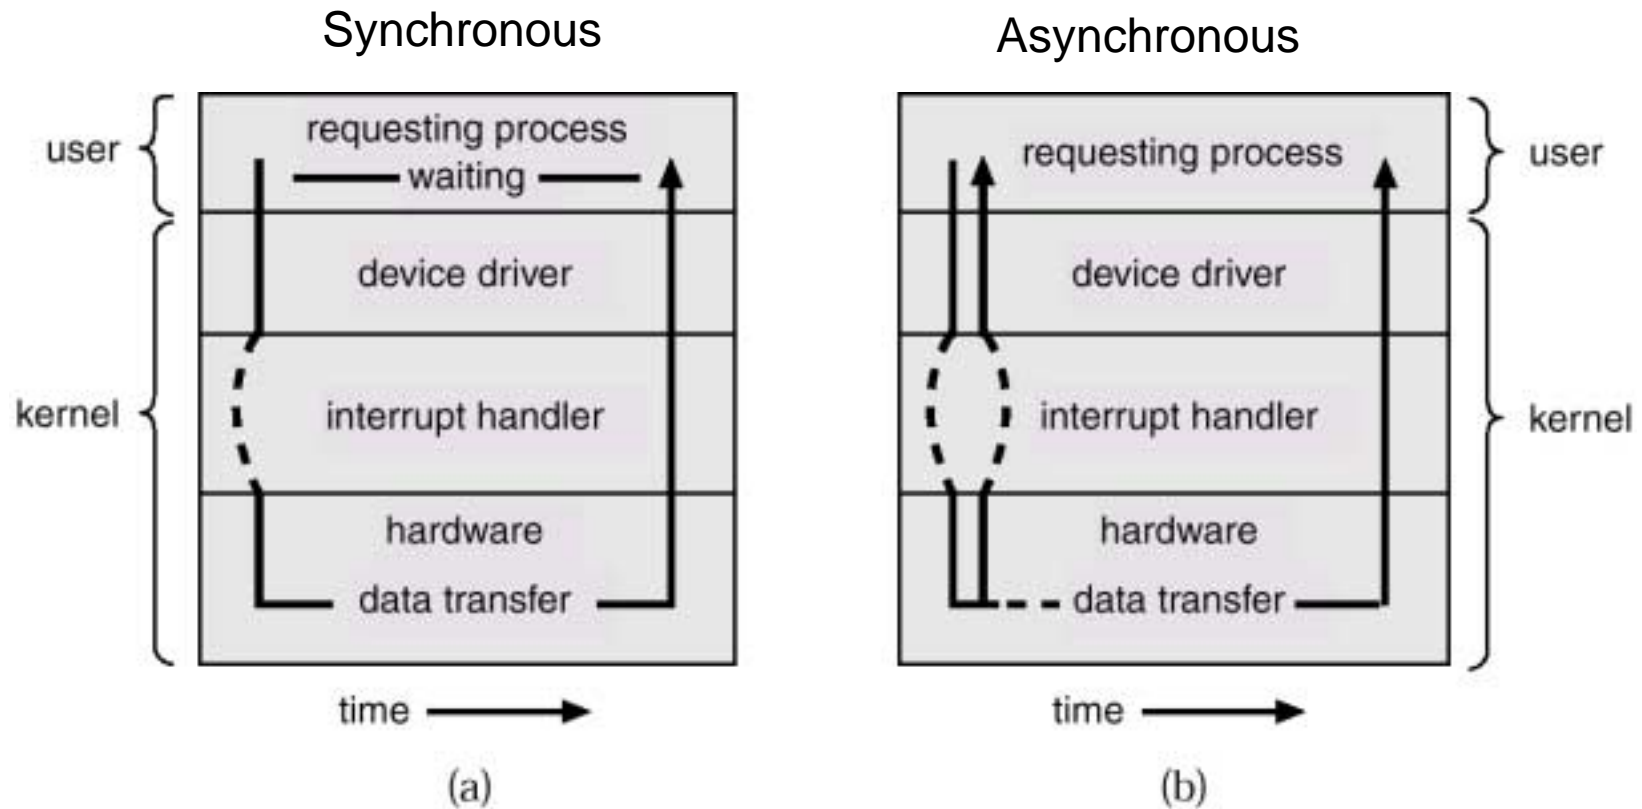 Synchronous
user
requesting process
waiting
device driver
kernel
interrupt handler
hardware
data transfer
time
(a)
Asynchronous
requesting process
user
device driver
interrupt handler
kernel
hardware
data transfer
time
(b)